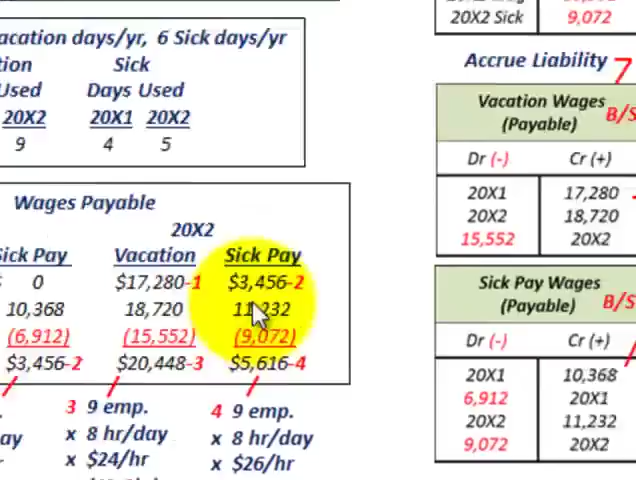 acation days/yr, 6 Sick days/yr
tion Sick
Used Days Used
20X2 20X1 20X2
9 4 5
Wages Payable
20X2
Sick Pay Vacation Sick Pay
0 $17,280-1 $3,456-2
10,368 18,720 11,232
(6,912) (15,552) (9,072)
$3,456-2 $20,448-3 $5,616-4
3 9 emp. 4 9 emp.
ay x 8 hr/day x 8 hr/day
x $24/hr x $26/hr
20X2 Sick 9,072
Accrue Liability
Vacation Wages
(Payable) B/S
Dr (-) Cr (+)
20X1 17,280
20X2 18,720
15,552 20X2
Sick Pay Wages
(Payable) B/S
Dr (-) Cr (+)
20X1 10,368
6,912 20X1
20X2 11,232
9,072 20X2